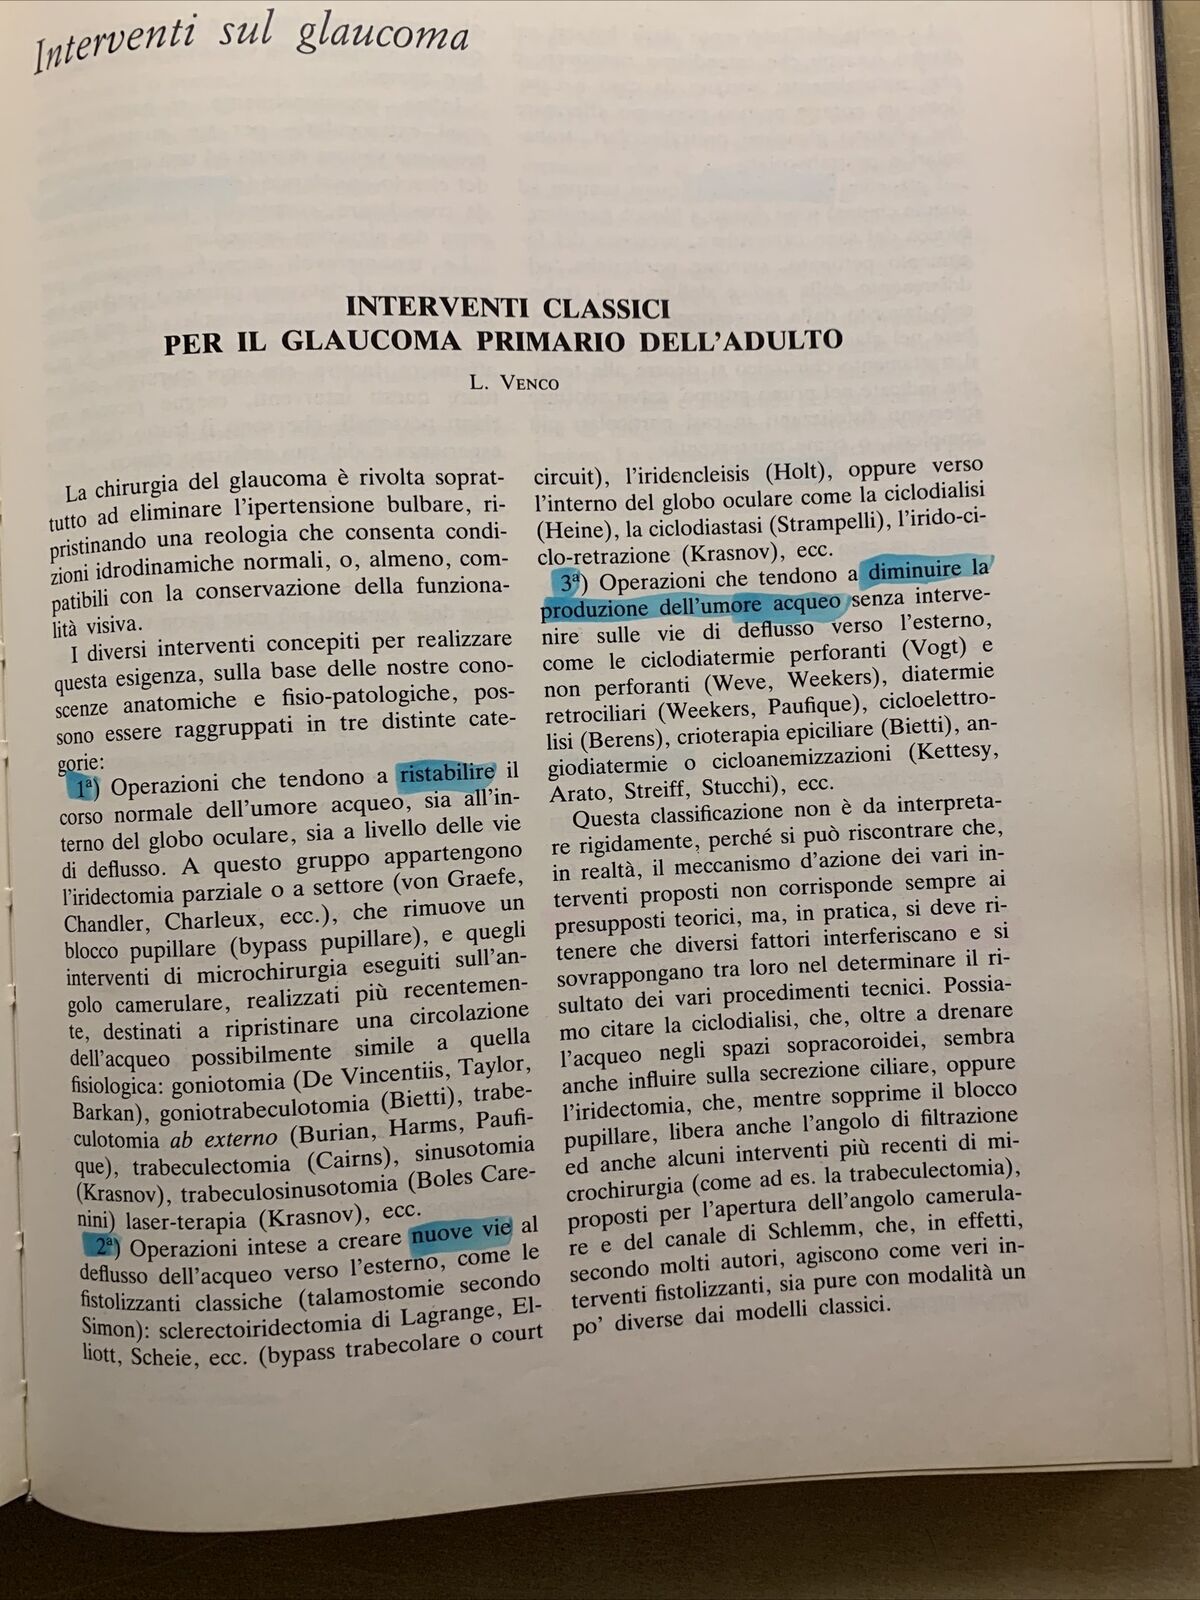 Interventi sul glaucoma
INTERVENTI CLASSICI
PER IL GLAUCOMA PRIMARIO DELL'ADULTO
L. VENCO
La chirurgia del glaucoma è rivolta soprat-
tutto ad eliminare l'ipertensione bulbare, ri-
pristinando una reologia che consenta condi-
zioni idrodinamiche normali, o, almeno, com-
patibili con la conservazione della funziona-
lità visiva.
I diversi interventi concepiti per realizzare
questa esigenza, sulla base delle nostre cono-
scenze anatomiche e fisio-patologiche, pos-
sono essere raggruppati in tre distinte cate-
gorie:
1ª) Operazioni che tendono a ristabilire il
corso normale dell'umore acqueo, sia all'in-
terno del globo oculare, sia a livello delle vie
di deflusso. A questo gruppo appartengono
l'iridectomia parziale o a settore (von Graefe,
Chandler, Charleux, ecc.), che rimuove un
blocco pupillare (bypass pupillare), e quegli
interventi di microchirurgia eseguiti sull'an-
golo camerulare, realizzati più recentemen-
te, destinati a ripristinare una circolazione
dell'acqueo possibilmente simile a quella
fisiologica: goniotomia (De Vincentiis, Taylor,
Barkan), goniotrabeculotomia (Bietti), trabe-
culotomia ab externo (Burian, Harms, Paufi-
que), trabeculectomia (Cairns), sinusotomia
(Krasnov), trabeculosinusotomia (Boles Care-
nini) laser-terapia (Krasnov), ecc.
2ª) Operazioni intese a creare nuove vie al
deflusso dell'acqueo verso l'esterno, come le
fistolizzanti classiche (talamostomie secondo
Simon): sclerectoiridectomia di Lagrange, El-
liott, Scheie, ecc. (bypass trabecolare o court
circuit), l'iridencleisis (Holt), oppure verso
l'interno del globo oculare come la ciclodialisi
(Heine), la ciclodiastasi (Strampelli), l'irido-ci-
clo-retrazione (Krasnov), ecc.
3ª) Operazioni che tendono a diminuire la
produzione dell'umore acqueo senza interve-
nire sulle vie di deflusso verso l'esterno,
come le ciclodiatermie perforanti (Vogt) e
non perforanti (Weve, Weekers), diatermie
retrociliari (Weekers, Paufique), cicloelettro-
lisi (Berens), crioterapia epiciliare (Bietti), an-
giodiatermie o cicloanemizzazioni (Kettesy,
Arato, Streiff, Stucchi), ecc.
Questa classificazione non è da interpreta-
re rigidamente, perché si può riscontrare che,
in realtà, il meccanismo d'azione dei vari in-
terventi proposti non corrisponde sempre ai
presupposti teorici, ma, in pratica, si deve ri-
tenere che diversi fattori interferiscano e si
sovrappongano tra loro nel determinare il ri-
sultato dei vari procedimenti tecnici. Possia-
mo citare la ciclodialisi, che, oltre a drenare
l'acqueo negli spazi sopracoroidei, sembra
anche influire sulla secrezione ciliare, oppure
l'iridectomia, che, mentre sopprime il blocco
pupillare, libera anche l'angolo di filtrazione
ed anche alcuni interventi più recenti di mi-
crochirurgia (come ad es. la trabeculectomia),
proposti per l'apertura dell'angolo camerula-
re e del canale di Schlemm, che, in effetti,
secondo molti autori, agiscono come veri in-
terventi fistolizzanti, sia pure con modalità un
po' diverse dai modelli classici.